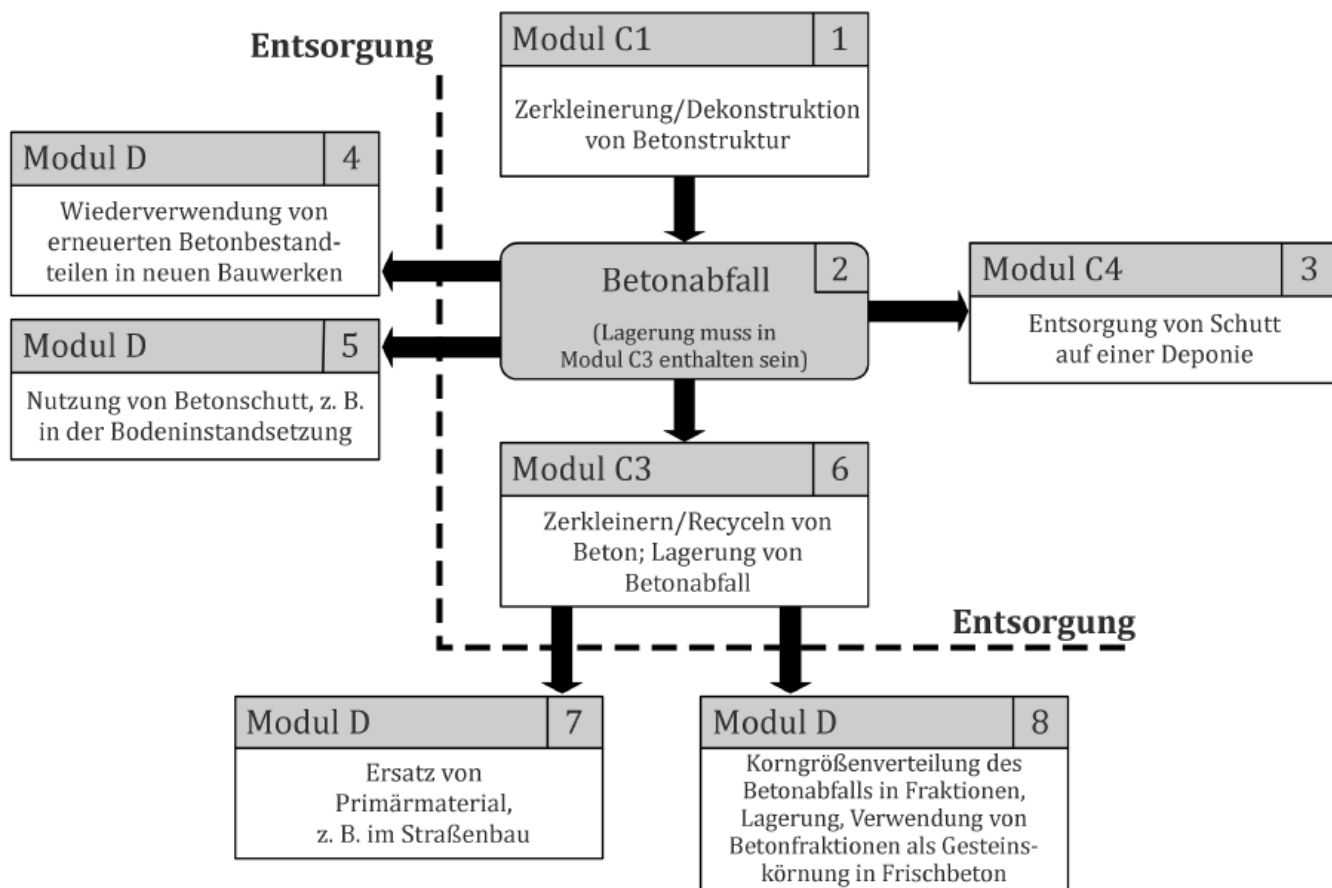 Entsorgung
Modul C1
1
Zerkleinerung/Dekonstruktion
von Betonstruktur
Modul D
4
Wiederverwendung von
erneuerten Betonbestand-
teilen in neuen Bauwerken
Betonabfall
2
(Lagerung muss in
Modul C3 enthalten sein)
Modul C4
3
Entsorgung von Schutt
auf einer Deponie
Modul D
5
Nutzung von Betonschutt, z. B.
in der Bodeninstandsetzung
Modul C3
6
Zerkleinern/Recyceln von
Beton; Lagerung von
Betonabfall
Entsorgung
Modul D
7
Ersatz von
Primärmaterial,
z. B. im Straßenbau
Modul D
8
Korngrößenverteilung des
Betonabfalls in Fraktionen,
Lagerung, Verwendung von
Betonfraktionen als Gesteins-
körnung in Frischbeton